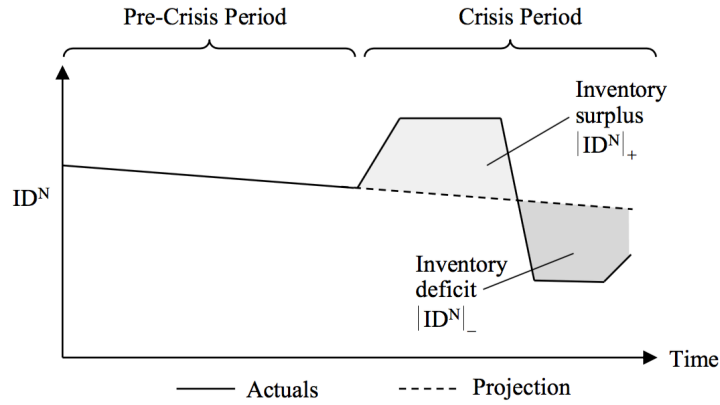 Pre-Crisis Period
Crisis Period
Inventory
surplus
|IDᴺ|₊
IDᴺ
Inventory
deficit
|IDᴺ|₋
Time
Actuals
Projection